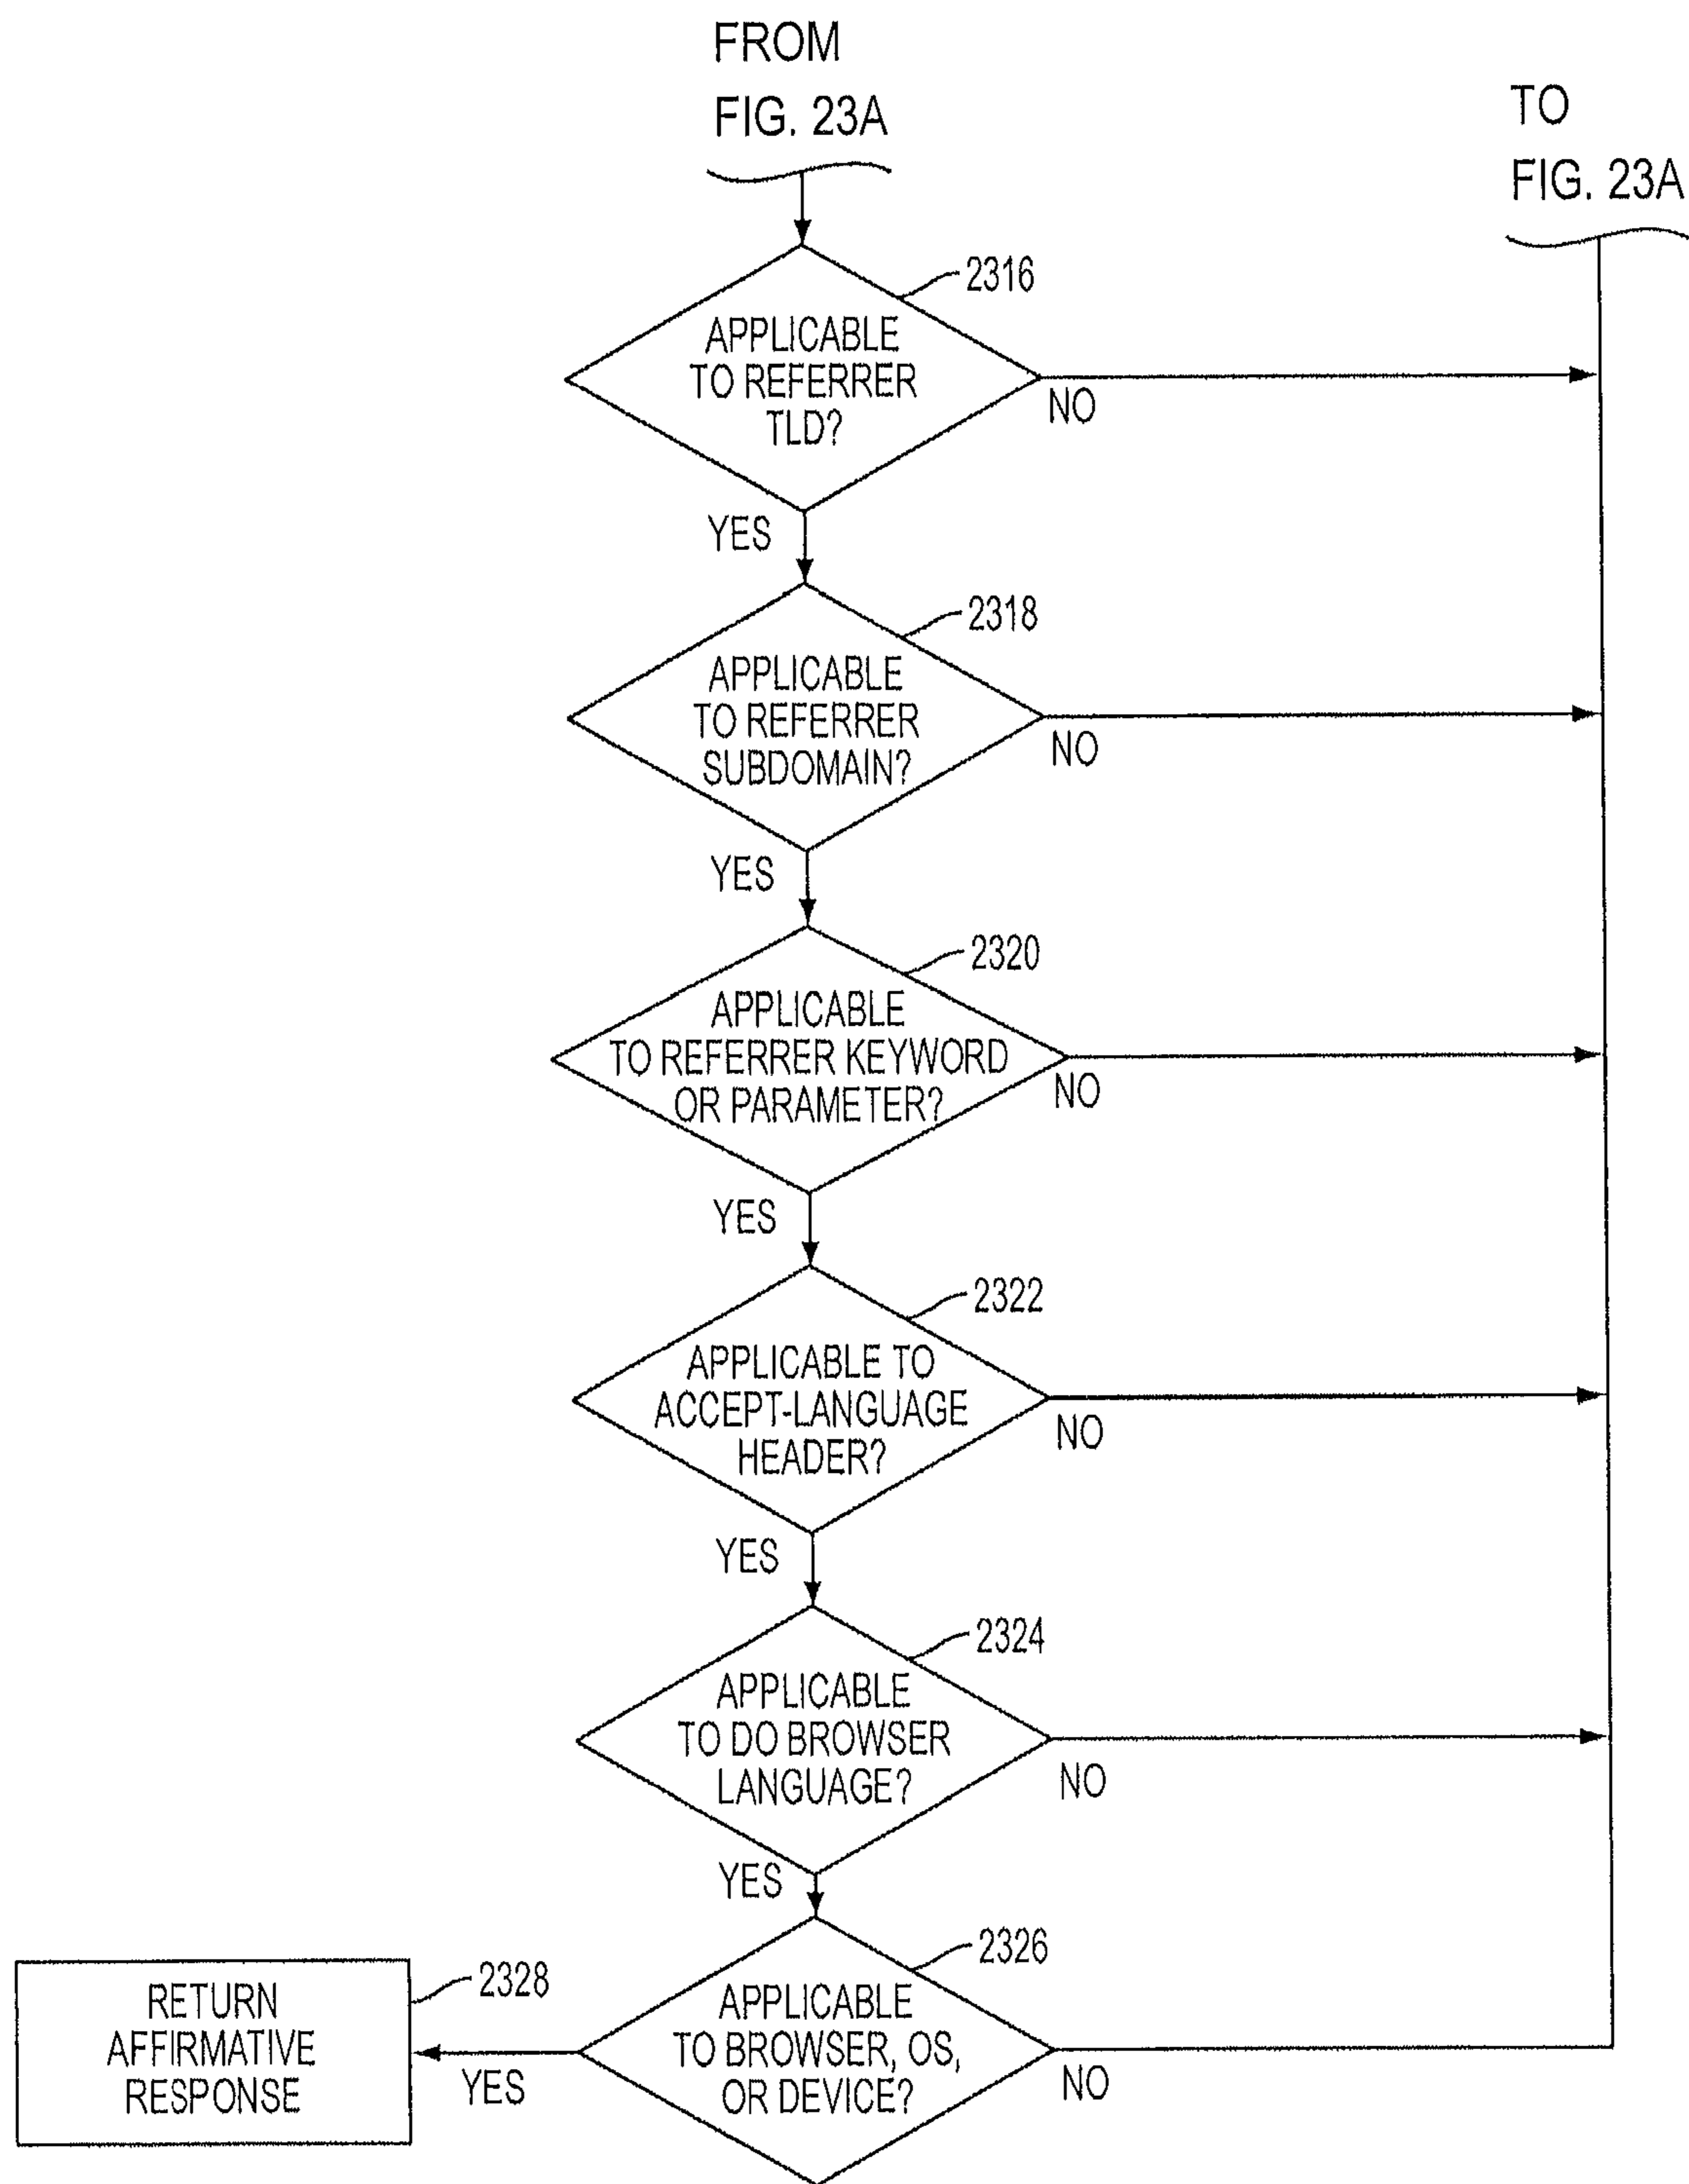 FROM
FIG. 23A
TO
FIG. 23A
2316
APPLICABLE
TO REFERRER
TLD?
NO
YES
2318
APPLICABLE
TO REFERRER
SUBDOMAIN?
NO
YES
2320
APPLICABLE
TO REFERRER KEYWORD
OR PARAMETER?
NO
YES
2322
APPLICABLE TO
ACCEPT-LANGUAGE
HEADER?
NO
YES
2324
APPLICABLE
TO DO BROWSER
LANGUAGE?
NO
YES
2326
APPLICABLE
TO BROWSER, OS,
OR DEVICE?
NO
YES
2328
RETURN
AFFIRMATIVE
RESPONSE